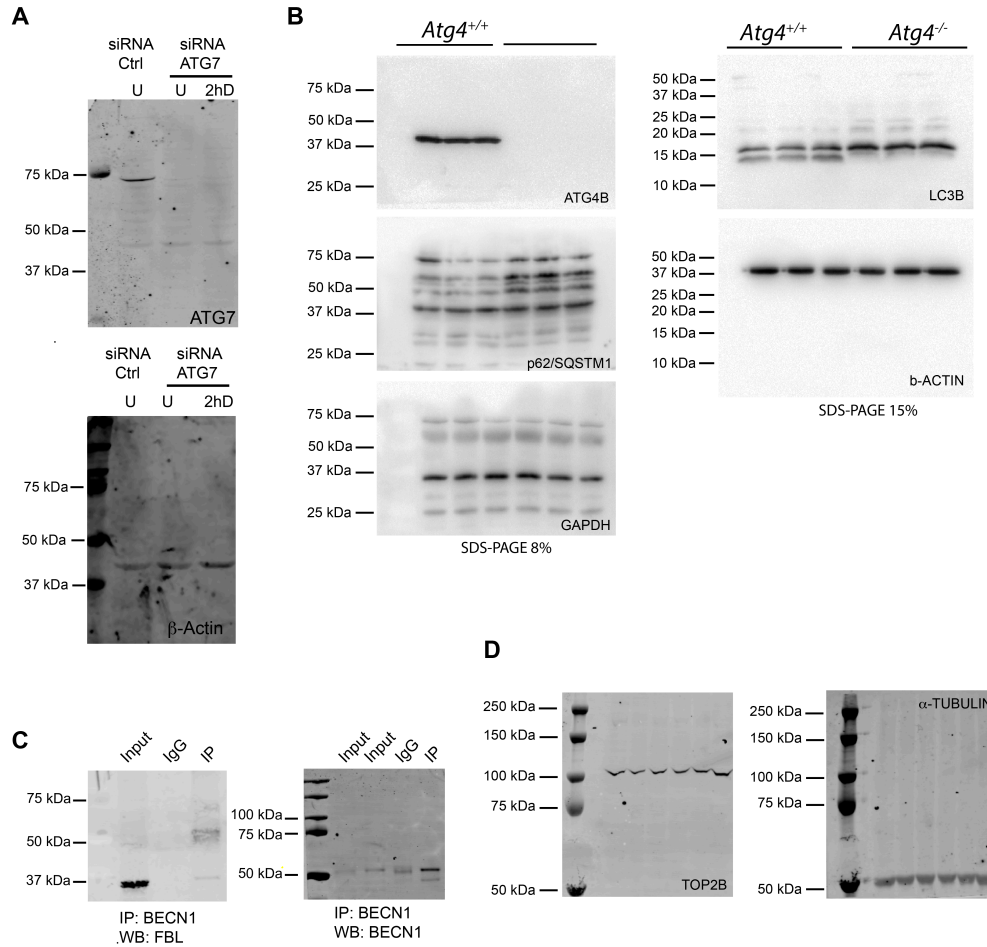 A
siRNA
Ctrl
siRNA
ATG7
U
U
2hD
75 kDa
50 kDa
37 kDa
ATG7
siRNA
Ctrl
siRNA
ATG7
U
U
2hD
75 kDa
50 kDa
37 kDa
β-Actin
B
Atg4+/+
75 kDa
50 kDa
37 kDa
25 kDa
ATG4B
75 kDa
50 kDa
37 kDa
25 kDa
p62/SQSTM1
75 kDa
50 kDa
37 kDa
25 kDa
GAPDH
SDS-PAGE 8%
Atg4+/+
Atg4-/-
50 kDa
37 kDa
25 kDa
20 kDa
15 kDa
10 kDa
LC3B
50 kDa
37 kDa
25 kDa
20 kDa
15 kDa
10 kDa
b-ACTIN
SDS-PAGE 15%
C
Input
IgG
IP
75 kDa
50 kDa
37 kDa
IP: BECN1
WB: FBL
Input
Input
IgG
IP
100 kDa
75 kDa
50 kDa
IP: BECN1
WB: BECN1
D
250 kDa
150 kDa
100 kDa
75 kDa
50 kDa
TOP2B
250 kDa
150 kDa
100 kDa
75 kDa
50 kDa
α-TUBULIN